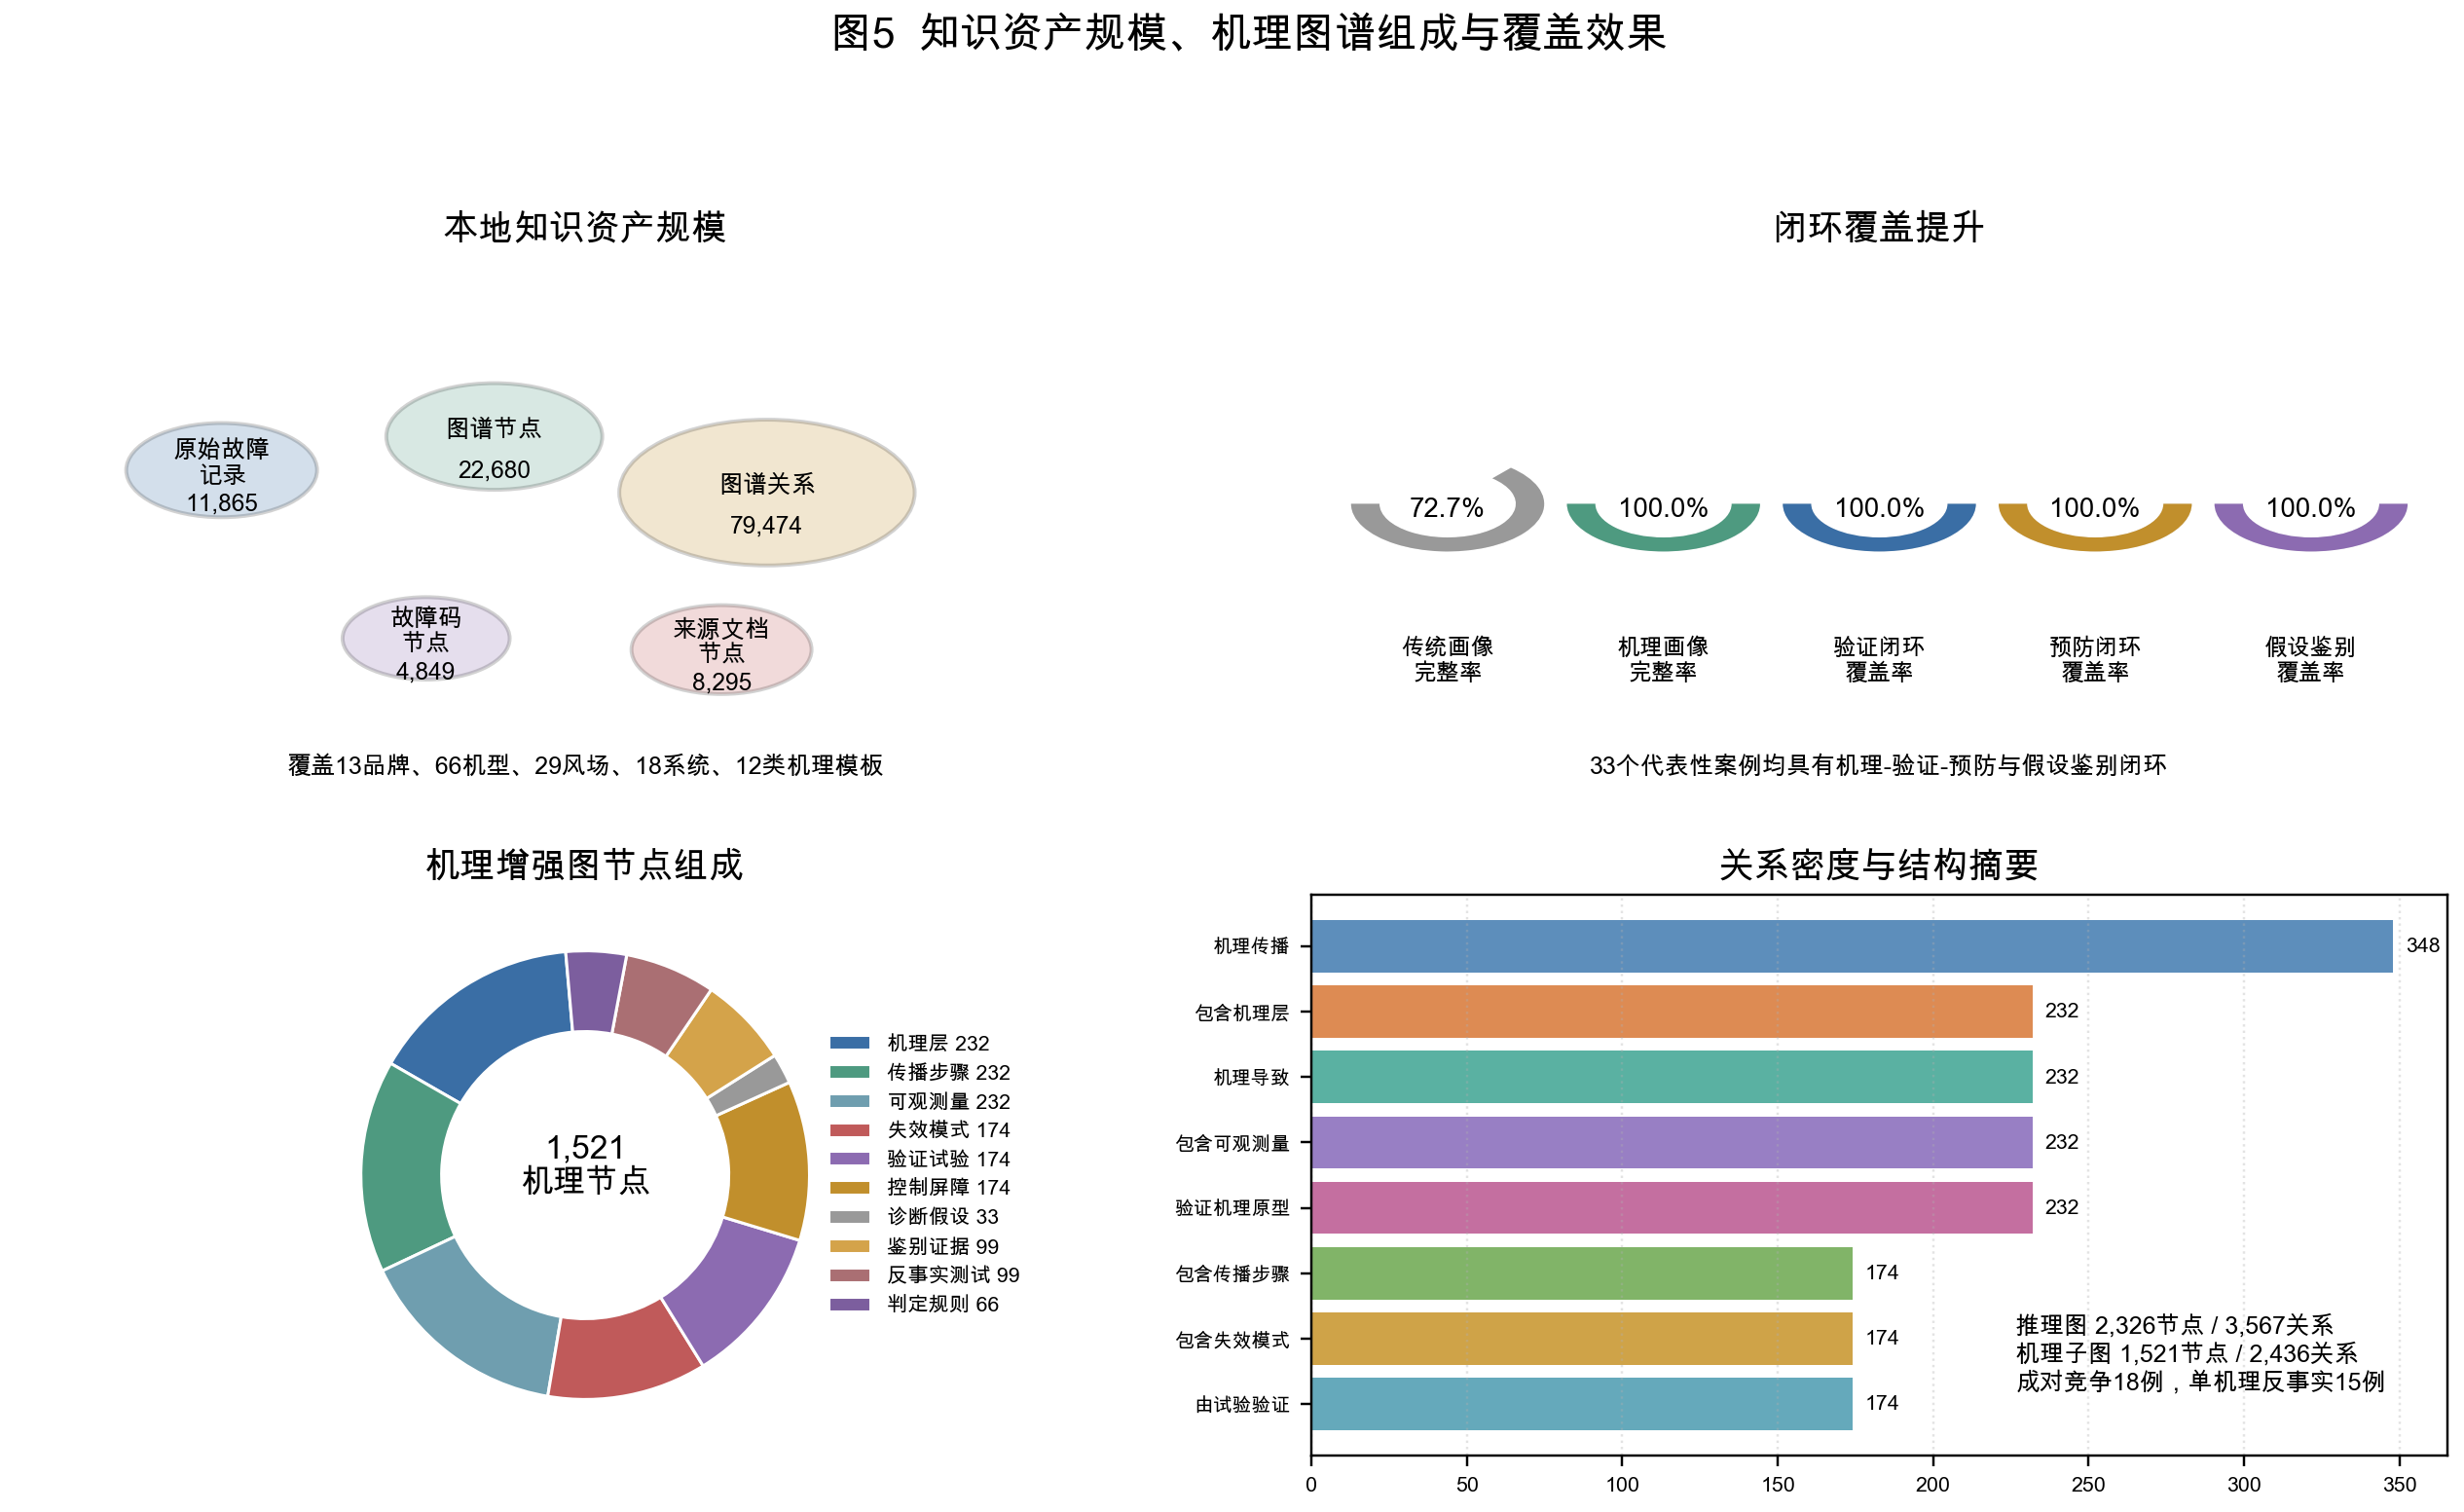 图5  知识资产规模、机理图谱组成与覆盖效果
本地知识资产规模
原始故障
记录
11,865
图谱节点
22,680
图谱关系
79,474
故障码
节点
4,849
来源文档
节点
8,295
覆盖13品牌、66机型、29风场、18系统、12类机理模板
闭环覆盖提升
72.7%
100.0%
100.0%
100.0%
100.0%
传统画像
完整率
机理画像
完整率
验证闭环
覆盖率
预防闭环
覆盖率
假设鉴别
覆盖率
33个代表性案例均具有机理-验证-预防与假设鉴别闭环
机理增强图节点组成
1,521
机理节点
机理层 232
传播步骤 232
可观测量 232
失效模式 174
验证试验 174
控制屏障 174
诊断假设 33
鉴别证据 99
反事实测试 99
判定规则 66
关系密度与结构摘要
机理传播
348
包含机理层
232
机理导致
232
包含可观测量
232
验证机理原型
232
包含传播步骤
174
包含失效模式
174
由试验验证
174
推理图 2,326节点 / 3,567关系
机理子图 1,521节点 / 2,436关系
成对竞争18例，单机理反事实15例
0
50
100
150
200
250
300
350